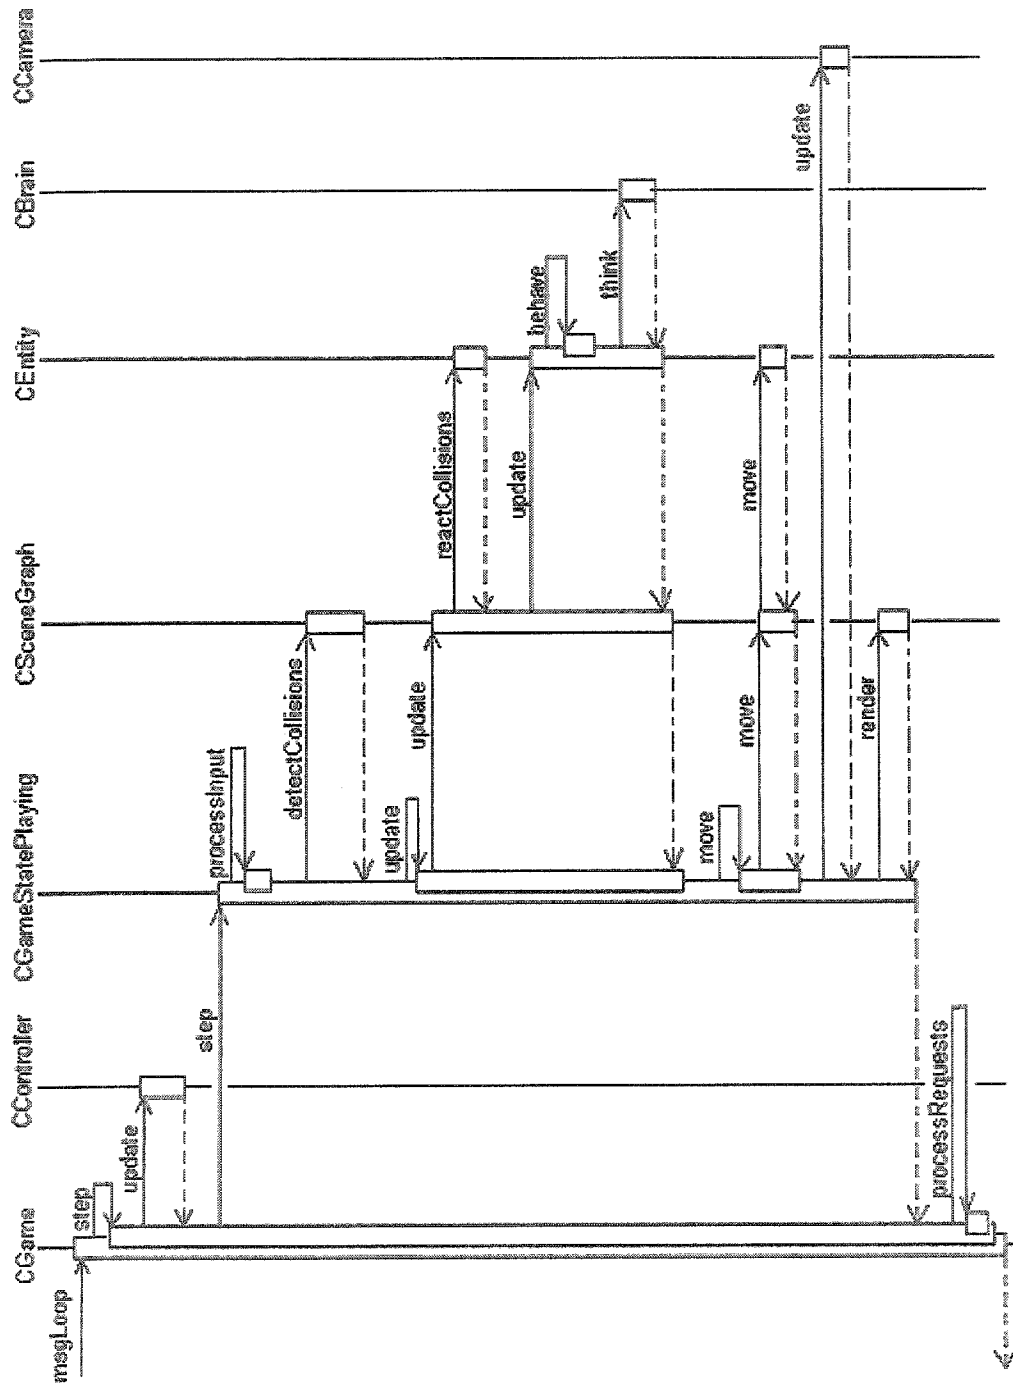 CGame
CController
CGameStatePlaying
CSceneGraph
CEntity
CBrain
CCamera
msgLoop
step
update
step
processInput
detectCollisions
update
update
reactCollisions
update
behave
think
move
move
move
update
render
processRequests